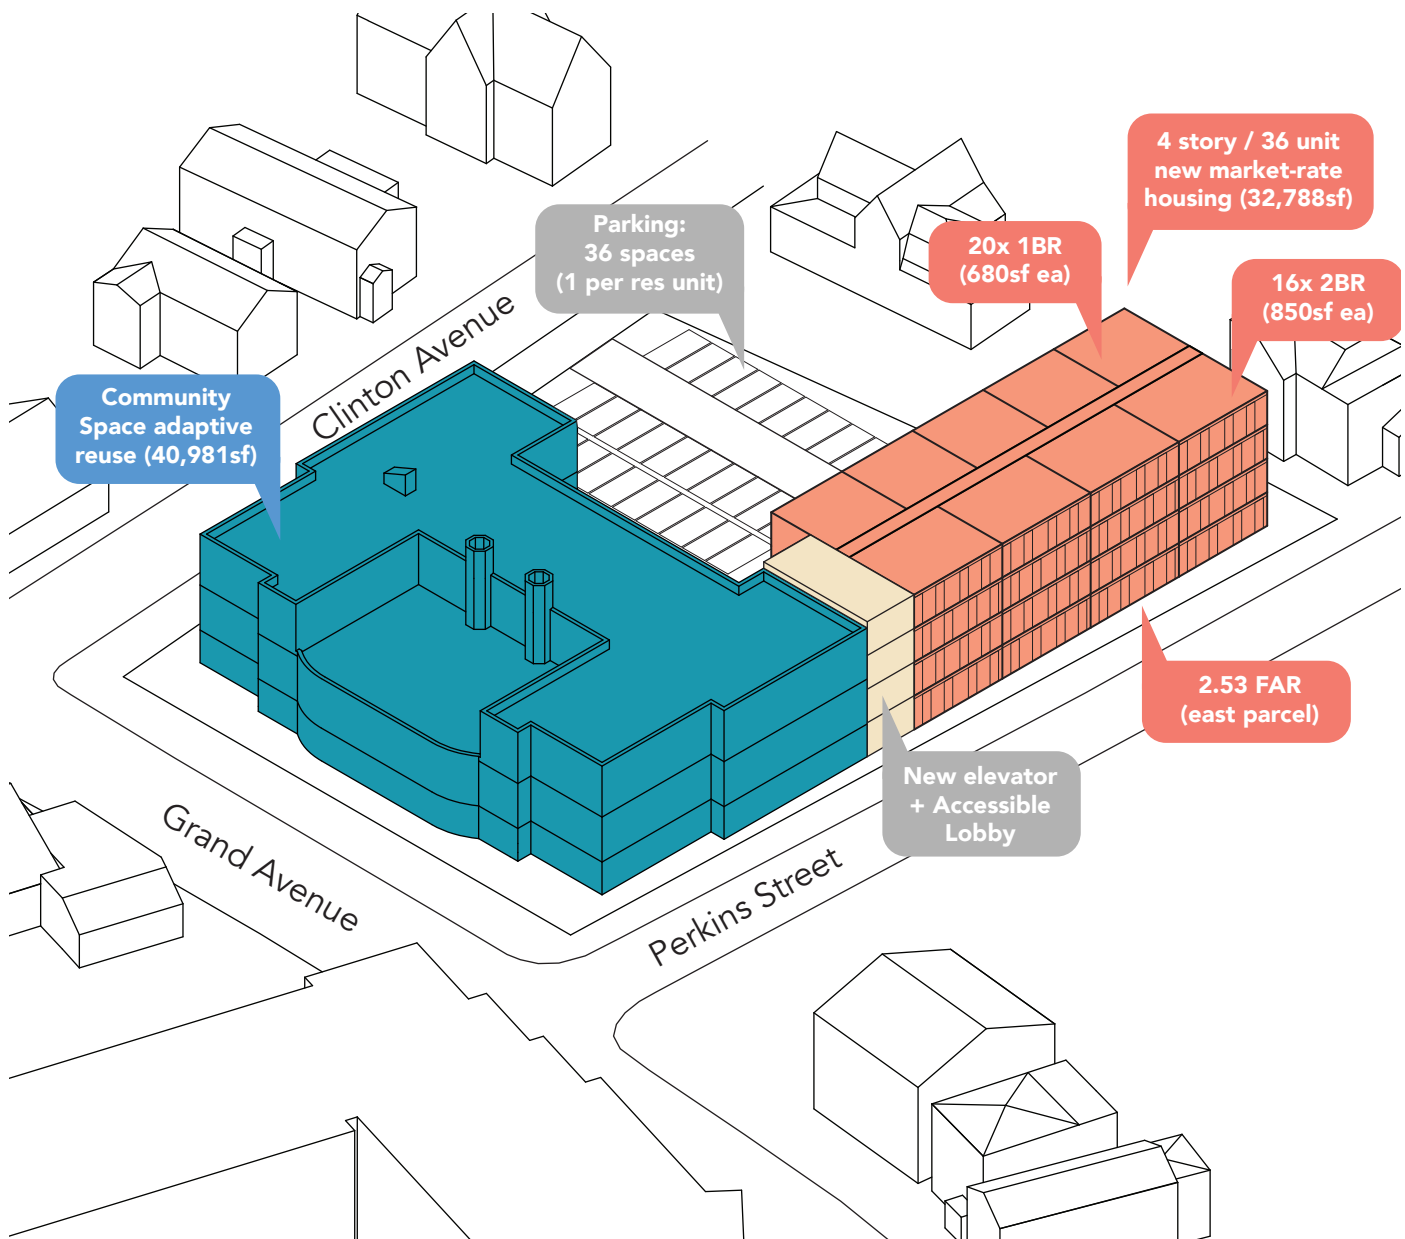 4 story / 36 unit
new market-rate
housing (32,788sf)
Parking:
36 spaces
(1 per res unit)
20x 1BR
(680sf ea)
16x 2BR
(850sf ea)
Clinton Avenue
Community
Space adaptive
reuse (40,981sf)
2.53 FAR
(east parcel)
New elevator
+ Accessible
Lobby
Grand Avenue
Perkins Street